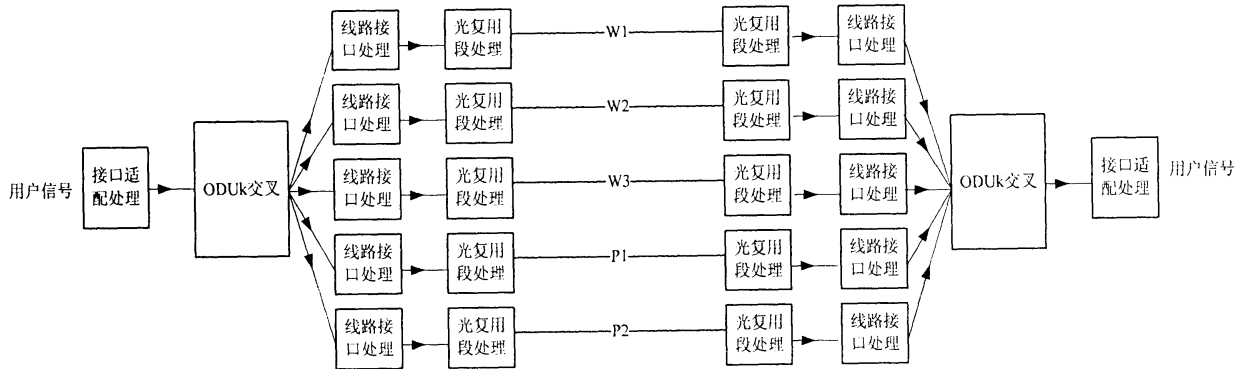 线路接
口处理
光复用
段处理
W1
光复用
段处理
线路接
口处理
线路接
口处理
光复用
段处理
W2
光复用
段处理
线路接
口处理
用户信号
接口适
配处理
ODUk交叉
线路接
口处理
光复用
段处理
W3
光复用
段处理
线路接
口处理
ODUk交叉
接口适
配处理
用户信号
线路接
口处理
光复用
段处理
P1
光复用
段处理
线路接
口处理
线路接
口处理
光复用
段处理
P2
光复用
段处理
线路接
口处理